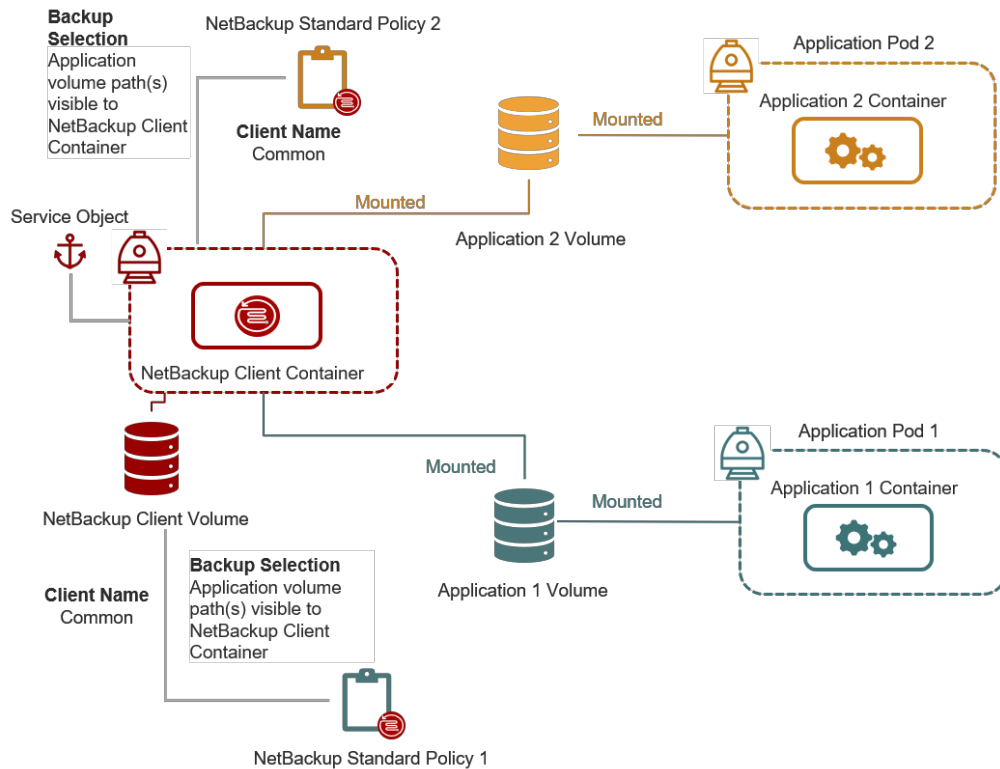 Backup
Selection
Application
volume path(s)
visible to
NetBackup Client
Container
NetBackup Standard Policy 2
Client Name
Common
Application Pod 2
Application 2 Container
Mounted
Mounted
Application 2 Volume
Service Object
NetBackup Client Container
NetBackup Client Volume
Mounted
Application Pod 1
Application 1 Container
Mounted
Application 1 Volume
Client Name
Common
Backup Selection
Application volume
path(s) visible to
NetBackup Client
Container
NetBackup Standard Policy 1